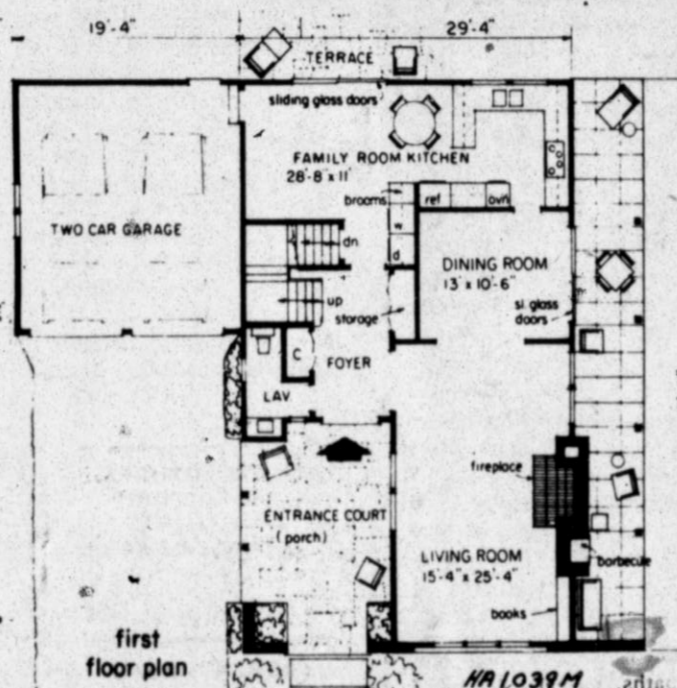 19'-4"
29'-4"
TERRACE
sliding glass doors
FAMILY ROOM KITCHEN
28'-8" x 11'
brooms
ref
ovn
TWO CAR GARAGE
dn
w
d
DINING ROOM
13' x 10'-6"
up
storage
sl. glass
doors
C
FOYER
LAV.
fireplace
ENTRANCE COURT
(porch)
LIVING ROOM
15'-4" x 25'-4"
barbecue
books
first
floor plan
HA1039M